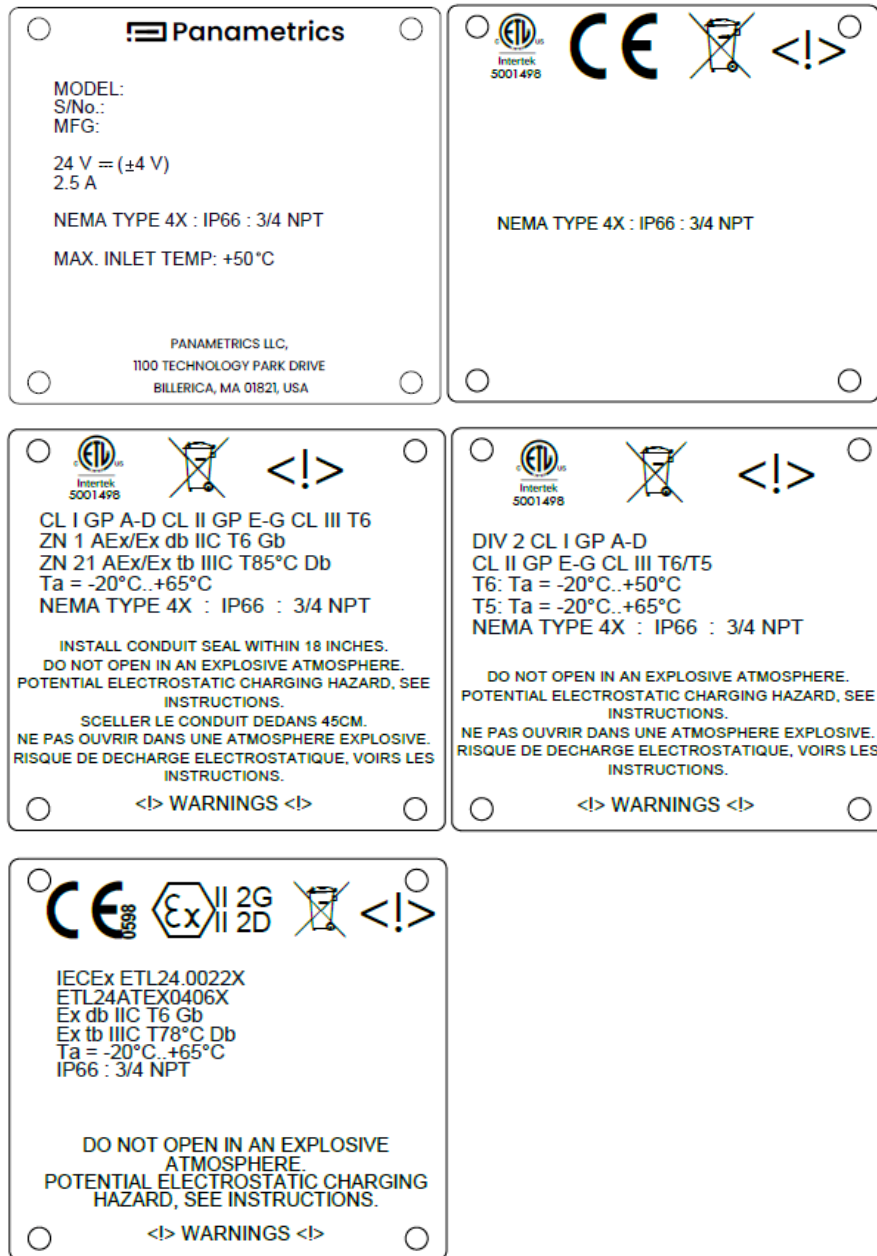 Panametrics
MODEL:
S/No.:
MFG:
24 V ⎓ (±4 V)
2.5 A
NEMA TYPE 4X : IP66 : 3/4 NPT
MAX. INLET TEMP: +50°C
PANAMETRICS LLC,
1100 TECHNOLOGY PARK DRIVE
BILLERICA, MA 01821, USA
C ETL US
Intertek
5001498
CE
<!>
NEMA TYPE 4X : IP66 : 3/4 NPT
C ETL US
Intertek
5001498
<!>
CL I GP A-D CL II GP E-G CL III T6
ZN 1 AEx/Ex db IIC T6 Gb
ZN 21 AEx/Ex tb IIIC T85°C Db
Ta = -20°C..+65°C
NEMA TYPE 4X : IP66 : 3/4 NPT
INSTALL CONDUIT SEAL WITHIN 18 INCHES.
DO NOT OPEN IN AN EXPLOSIVE ATMOSPHERE.
POTENTIAL ELECTROSTATIC CHARGING HAZARD, SEE
INSTRUCTIONS.
SCELLER LE CONDUIT DEDANS 45CM.
NE PAS OUVRIR DANS UNE ATMOSPHERE EXPLOSIVE.
RISQUE DE DECHARGE ELECTROSTATIQUE, VOIRS LES
INSTRUCTIONS.
<!> WARNINGS <!>
C ETL US
Intertek
5001498
<!>
DIV 2 CL I GP A-D
CL II GP E-G CL III T6/T5
T6: Ta = -20°C..+50°C
T5: Ta = -20°C..+65°C
NEMA TYPE 4X : IP66 : 3/4 NPT
DO NOT OPEN IN AN EXPLOSIVE ATMOSPHERE.
POTENTIAL ELECTROSTATIC CHARGING HAZARD, SEE
INSTRUCTIONS.
NE PAS OUVRIR DANS UNE ATMOSPHERE EXPLOSIVE.
RISQUE DE DECHARGE ELECTROSTATIQUE, VOIRS LES
INSTRUCTIONS.
<!> WARNINGS <!>
CE 0598
Ex II 2G
II 2D
<!>
IECEx ETL24.0022X
ETL24ATEX0406X
Ex db IIC T6 Gb
Ex tb IIIC T78°C Db
Ta = -20°C..+65°C
IP66 : 3/4 NPT
DO NOT OPEN IN AN EXPLOSIVE
ATMOSPHERE.
POTENTIAL ELECTROSTATIC CHARGING
HAZARD, SEE INSTRUCTIONS.
<!> WARNINGS <!>